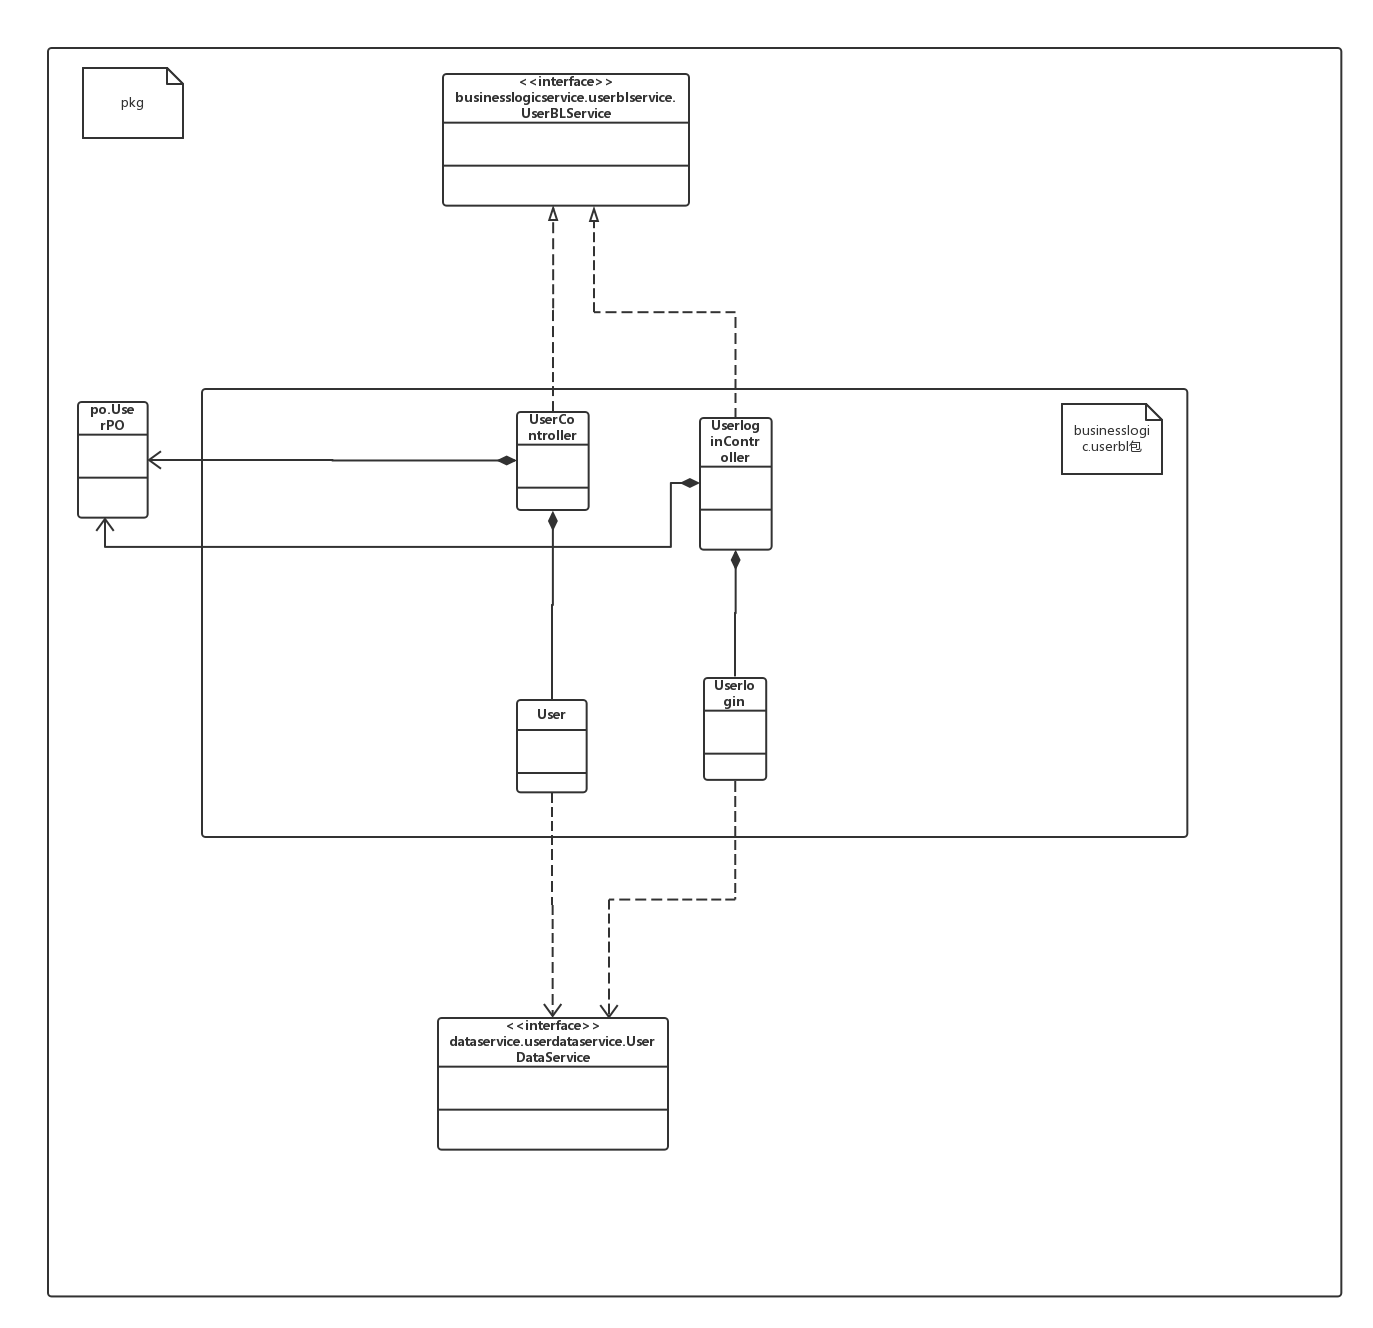 pkg
<<interface>>
businesslogicservice.userblservice.
UserBLService
po.Use
rPO
UserCo
ntroller
Userlog
inContr
oller
businesslogi
c.userbl包
User
Userlo
gin
<<interface>>
dataservice.userdataservice.User
DataService